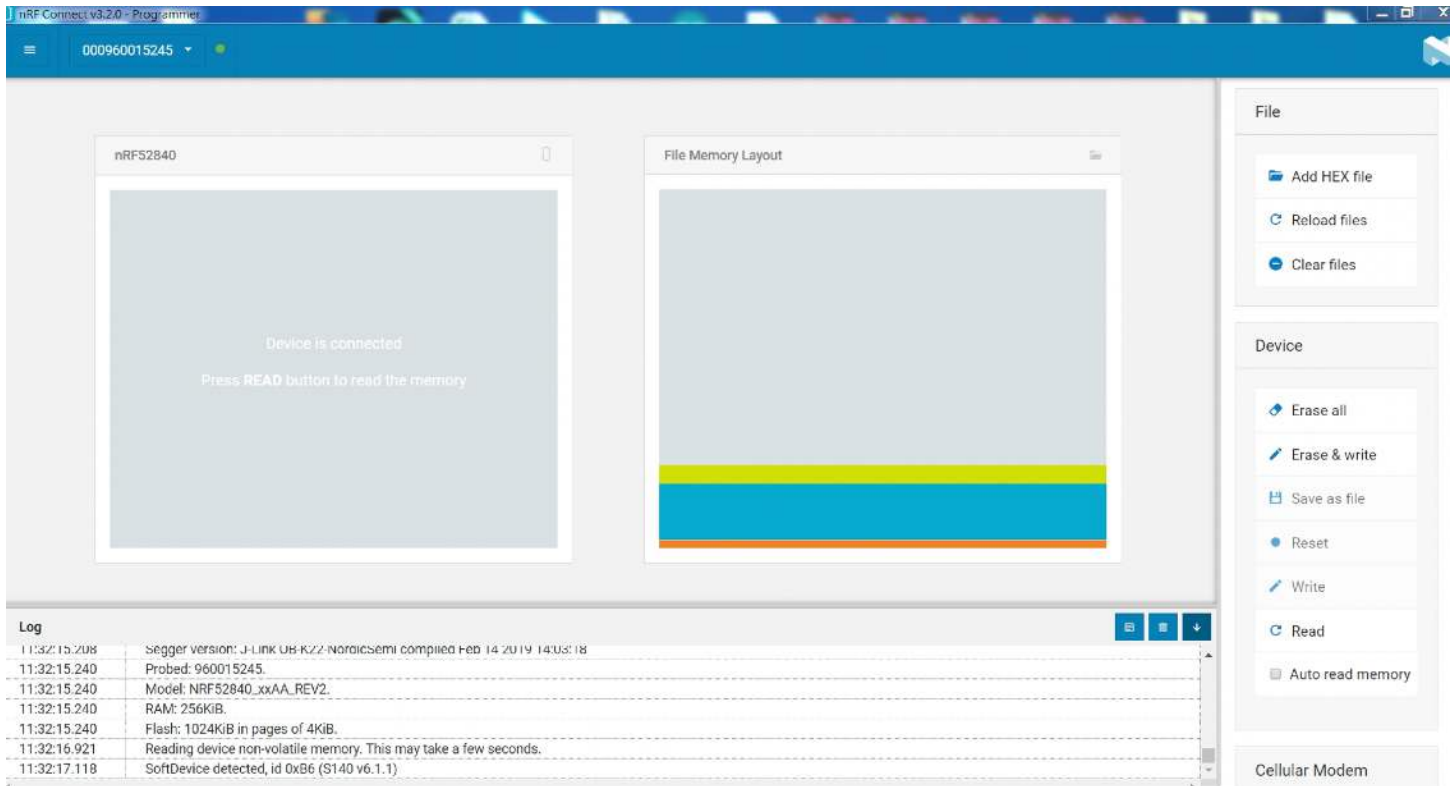 nRF Connect v3.2.0 - Programmer
000960015245
nRF52840
Device is connected
Press READ button to read the memory
File Memory Layout
File
Add HEX file
Reload files
Clear files
Device
Erase all
Erase & write
Save as file
Reset
Write
Read
Auto read memory
Cellular Modem
Log
11:32:15.208 Segger version: J-Link OB-K22-NordicSemi compiled Feb 14 2019 14:03:18
11:32:15.240 Probed: 960015245.
11:32:15.240 Model: NRF52840_xxAA_REV2.
11:32:15.240 RAM: 256KiB.
11:32:15.240 Flash: 1024KiB in pages of 4KiB.
11:32:16.921 Reading device non-volatile memory. This may take a few seconds.
11:32:17.118 SoftDevice detected, id 0xB6 (S140 v6.1.1)